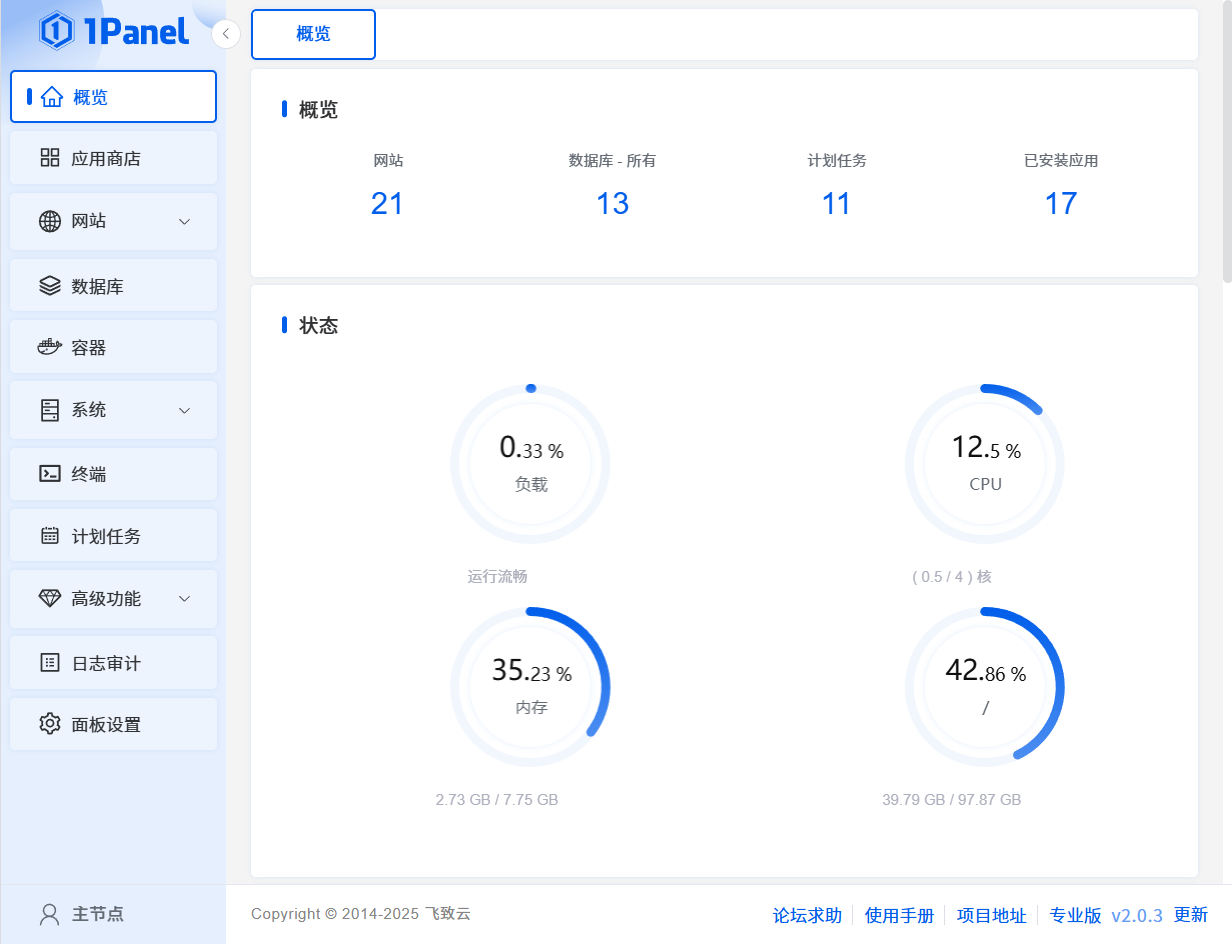 1Panel
概览
应用商店
网站
数据库
容器
系统
终端
计划任务
高级功能
日志审计
面板设置
主节点
概览
概览
网站 数据库 - 所有 计划任务 已安装应用
21 13 11 17
状态
0.33 % 12.5 %
负载 CPU
运行流畅 ( 0.5 / 4 ) 核
35.23 % 42.86 %
内存 /
2.73 GB / 7.75 GB 39.79 GB / 97.87 GB
Copyright © 2014-2025 飞致云 论坛求助 使用手册 项目地址 专业版 v2.0.3 更新